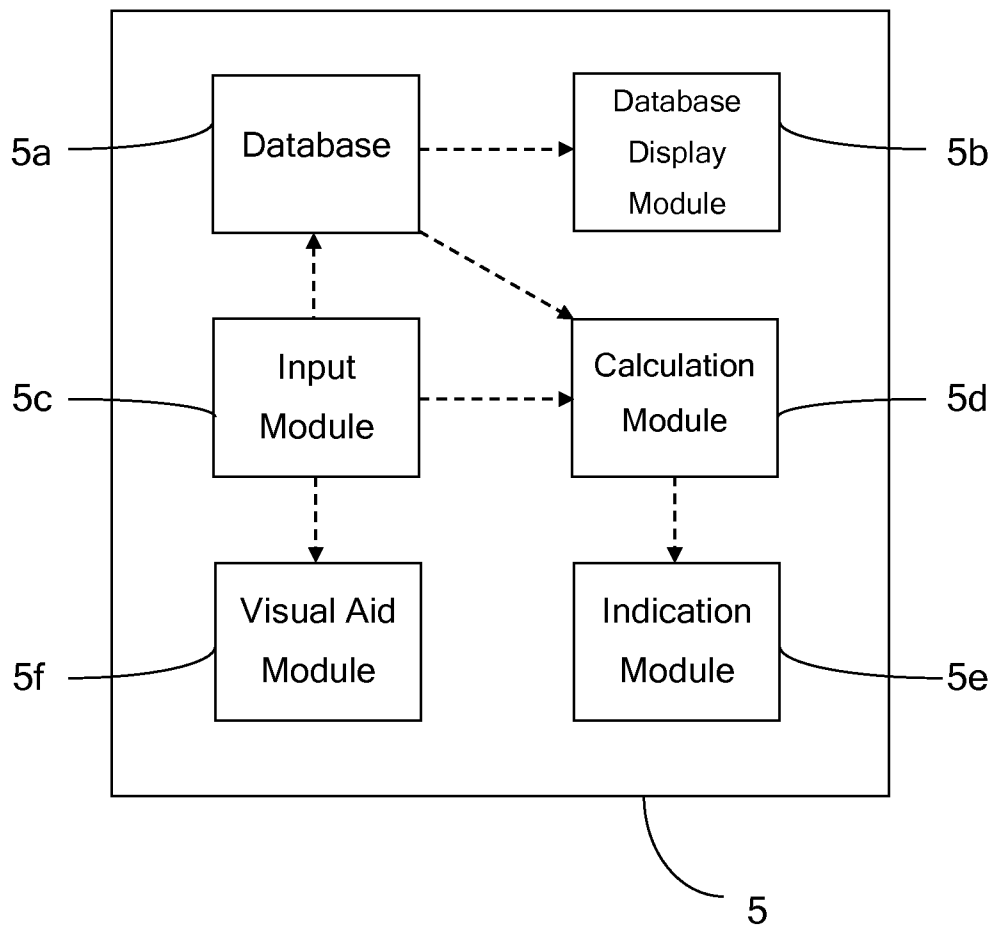 Database
Database
Display
Module
5a
5b
Input
Module
Calculation
Module
5c
5d
Visual Aid
Module
Indication
Module
5f
5e
5